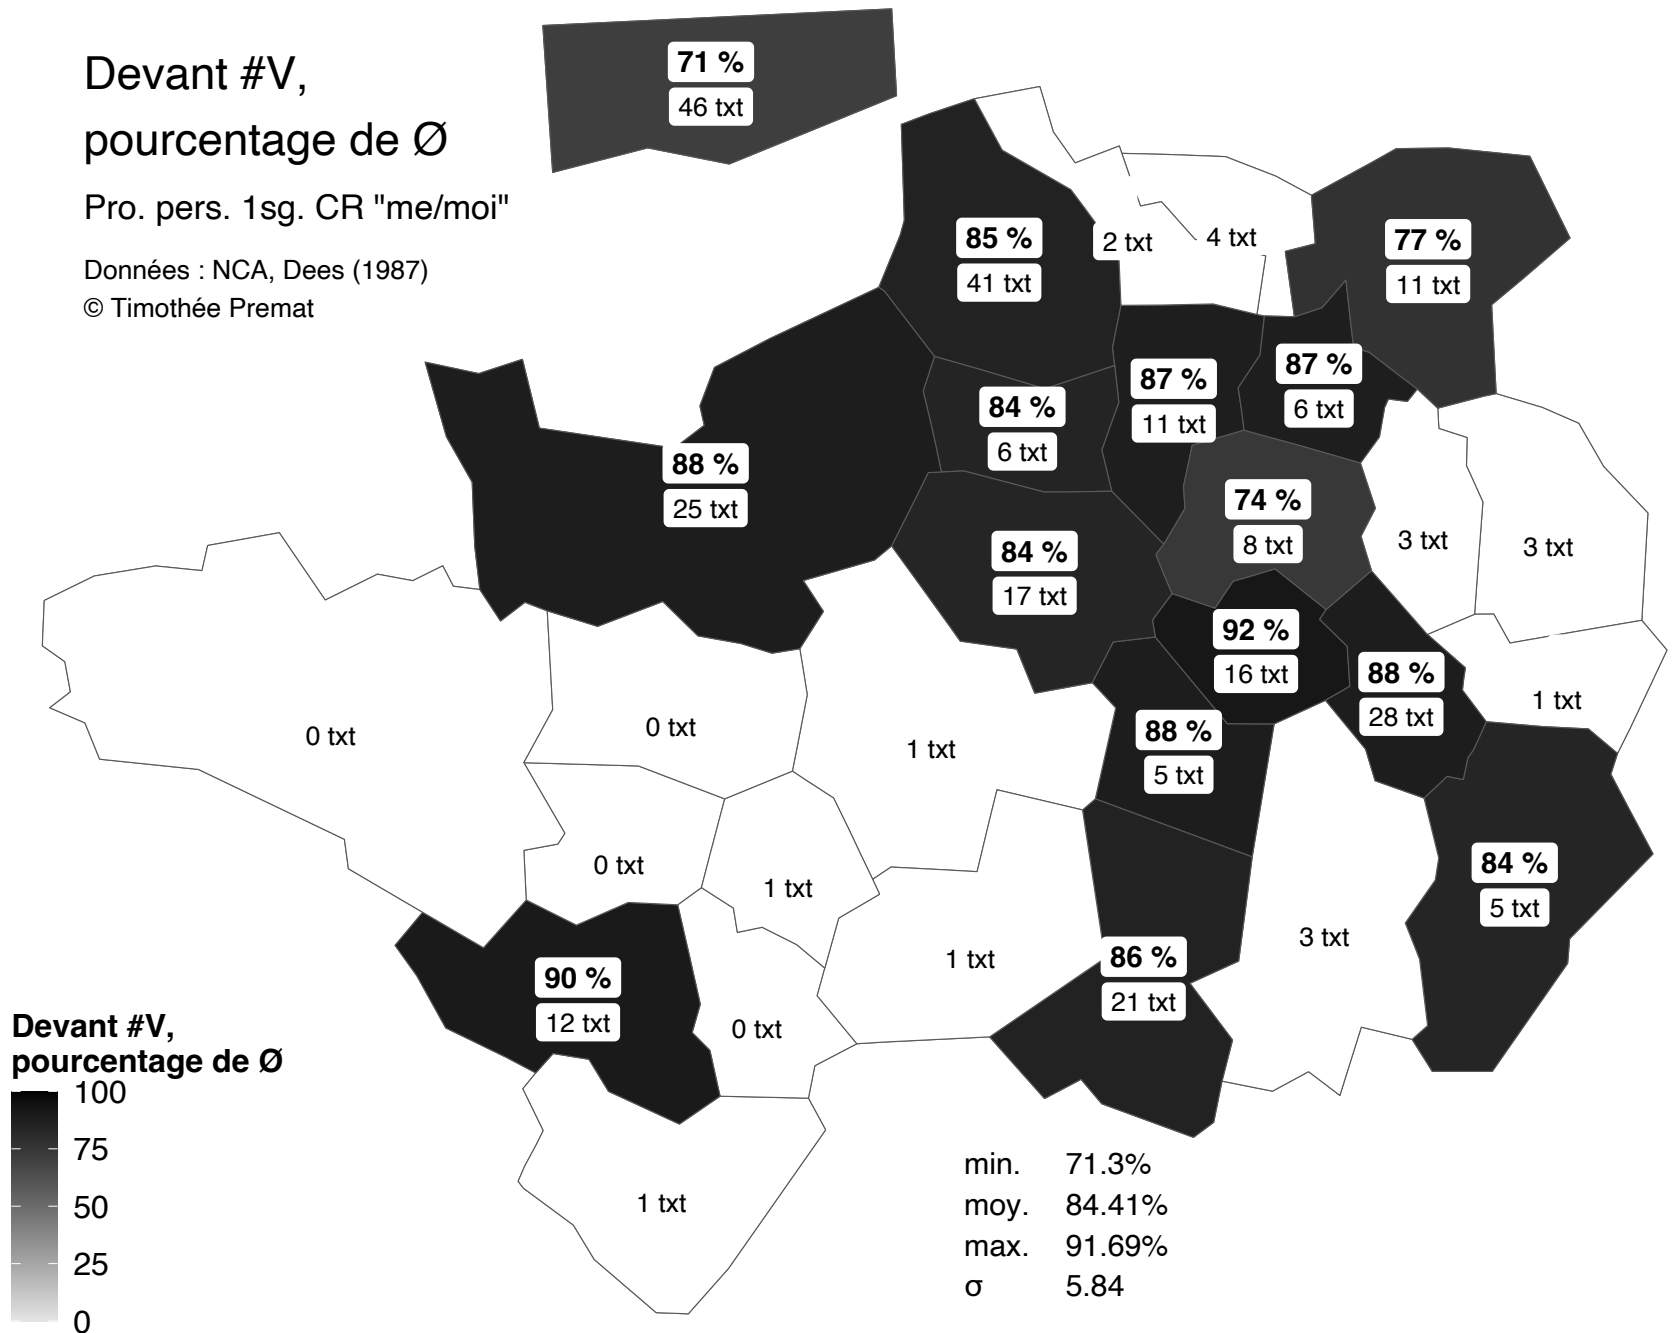 Devant #V,
pourcentage de Ø
Pro. pers. 1sg. CR "me/moi"
Données : NCA, Dees (1987)
© Timothée Premat
71 %
46 txt
85 %
41 txt
2 txt
4 txt
77 %
11 txt
87 %
6 txt
87 %
11 txt
84 %
6 txt
88 %
25 txt
74 %
8 txt
84 %
17 txt
3 txt
3 txt
92 %
16 txt
88 %
28 txt
1 txt
0 txt
0 txt
1 txt
88 %
5 txt
0 txt
1 txt
84 %
5 txt
3 txt
1 txt
86 %
21 txt
90 %
12 txt
0 txt
1 txt
Devant #V,
pourcentage de Ø
100
75
50
25
0
min. 71.3%
moy. 84.41%
max. 91.69%
σ 5.84